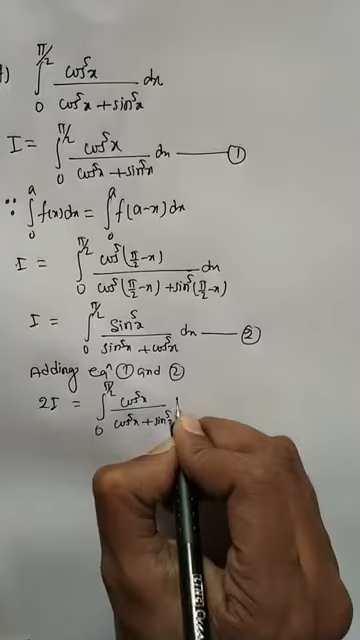 ∫₀^(π/2) cos⁵x / (cos⁵x + sin⁵x) dx
I = ∫₀^(π/2) cos⁵x / (cos⁵x + sin⁵x) dx —— ①
∵ ∫₀^a f(x)dx = ∫₀^a f(a-x)dx
I = ∫₀^(π/2) cos⁵(π/2-x) / (cos⁵(π/2-x) + sin⁵(π/2-x)) dx
I = ∫₀^(π/2) sin⁵x / (sin⁵x + cos⁵x) dx —— ②
Adding eqⁿ ① and ②
2I = ∫₀^(π/2) cos⁵x / (cos⁵x + sin⁵x)